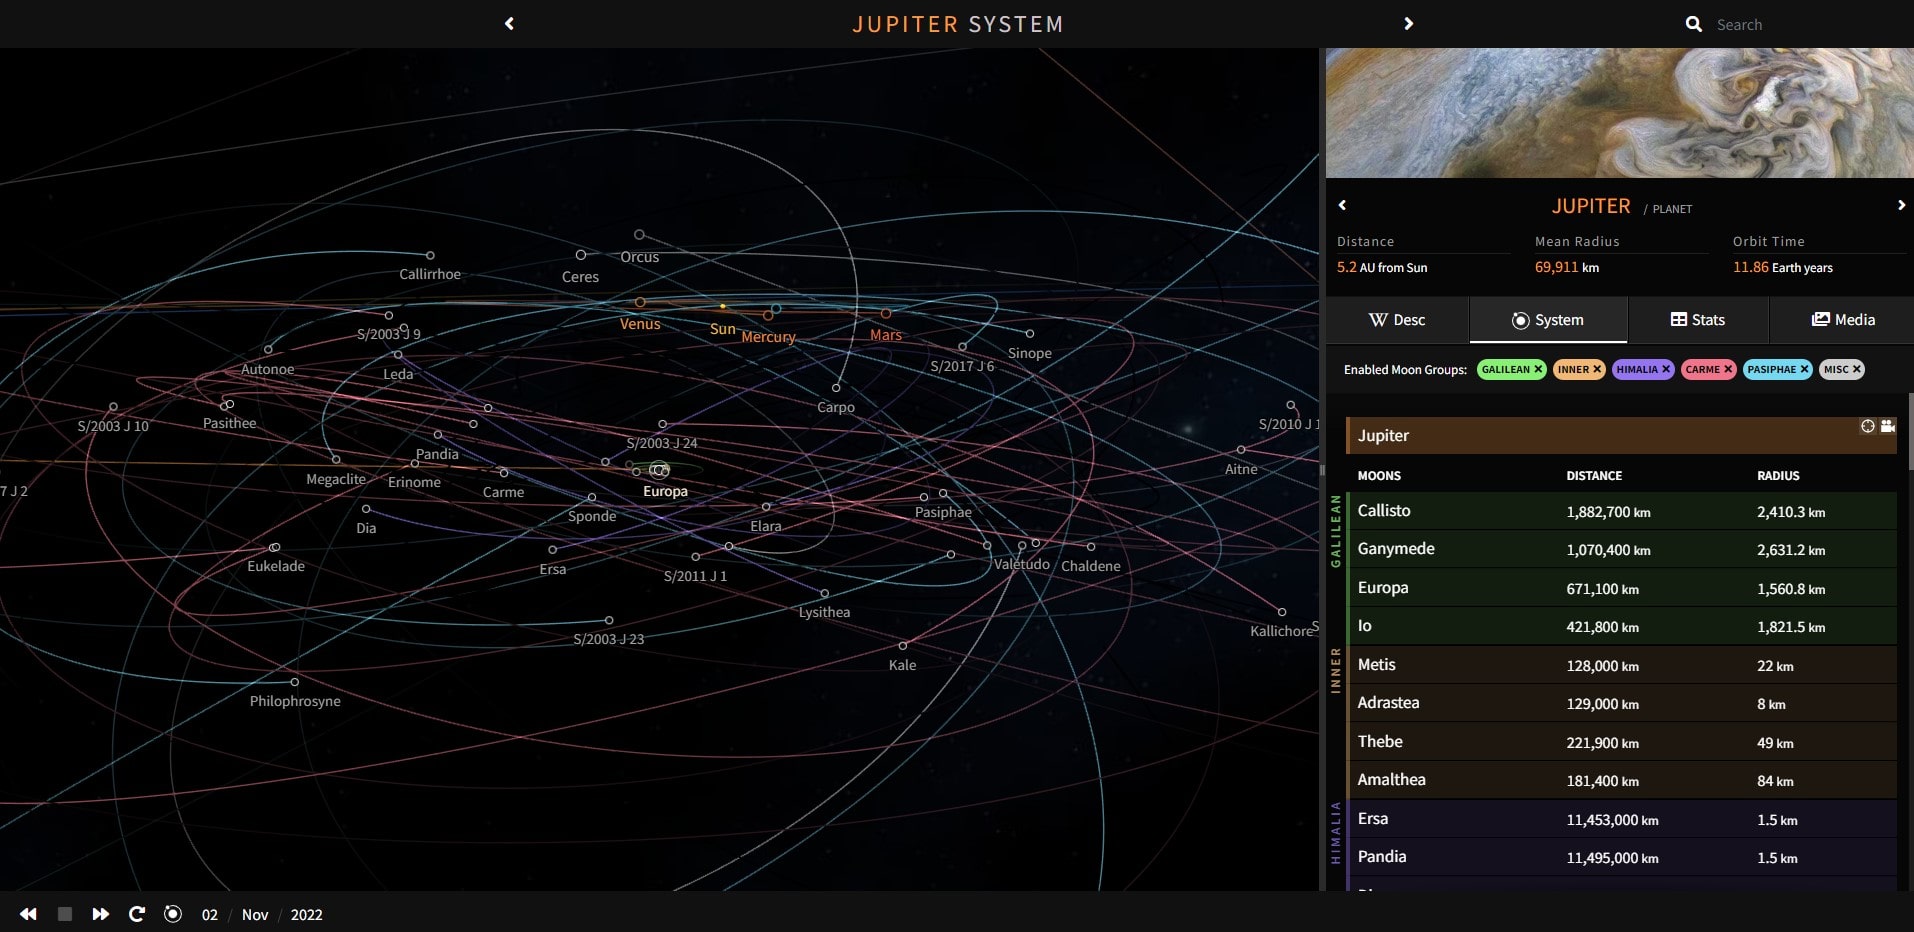 JUPITER SYSTEM
Search
Orcus
Ceres
Callirrhoe
Venus
Sun
Mercury
Mars
S/2003 J 9
Sinope
Autonoe
Leda
S/2017 J 6
Carpo
S/2003 J 10
Pasithee
S/2010 J 1
S/2003 J 24
Pandia
Aitne
Megaclite
Erinome
Carme
Europa
7 J 2
Sponde
Elara
Pasiphae
Dia
Eukelade
Ersa
S/2011 J 1
Valetudo
Chaldene
Lysithea
S/2003 J 23
Kallichore
S
Kale
Philophrosyne
02 / Nov / 2022
JUPITER / PLANET
Distance Mean Radius Orbit Time
5.2 AU from Sun 69,911 km 11.86 Earth years
W Desc System Stats Media
Enabled Moon Groups: GALILEAN × INNER × HIMALIA × CARME × PASIPHAE × MISC ×
Jupiter
MOONS DISTANCE RADIUS
GALILEAN
Callisto 1,882,700 km 2,410.3 km
Ganymede 1,070,400 km 2,631.2 km
Europa 671,100 km 1,560.8 km
Io 421,800 km 1,821.5 km
INNER
Metis 128,000 km 22 km
Adrastea 129,000 km 8 km
Thebe 221,900 km 49 km
Amalthea 181,400 km 84 km
HIMALIA
Ersa 11,453,000 km 1.5 km
Pandia 11,495,000 km 1.5 km